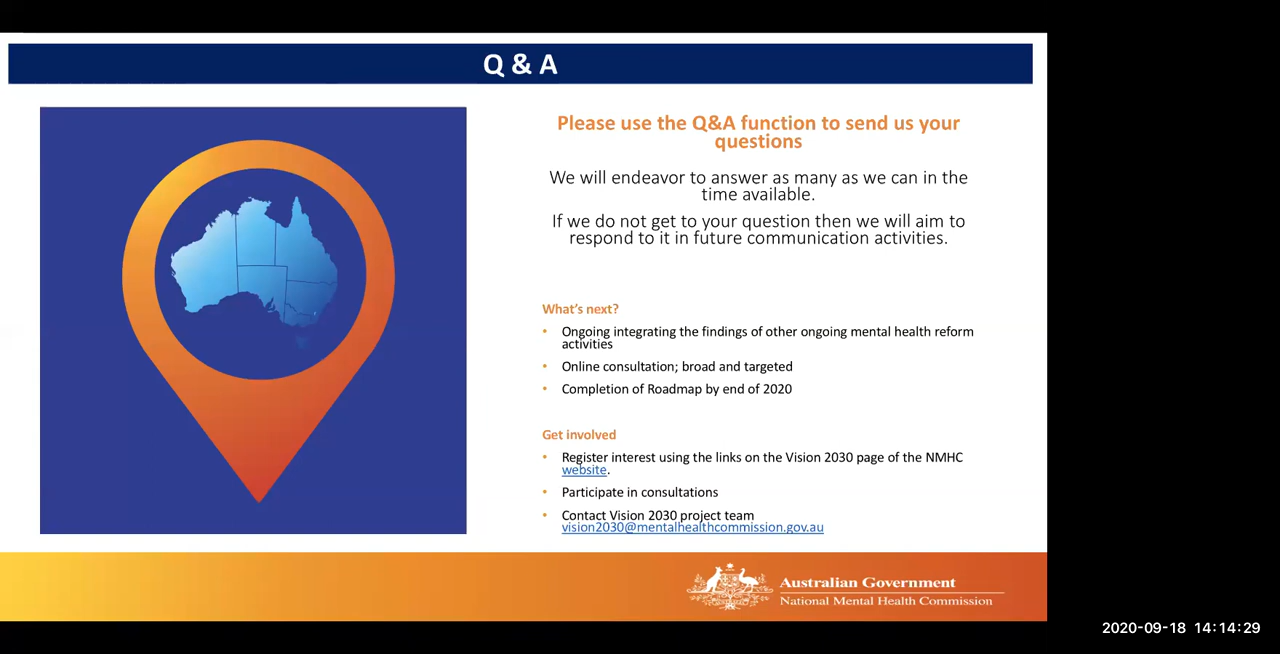 Q & A
Please use the Q&A function to send us your
questions
We will endeavor to answer as many as we can in the
time available.
If we do not get to your question then we will aim to
respond to it in future communication activities.
What's next?
• Ongoing integrating the findings of other ongoing mental health reform
activities
• Online consultation; broad and targeted
• Completion of Roadmap by end of 2020
Get involved
• Register interest using the links on the Vision 2030 page of the NMHC
website.
• Participate in consultations
• Contact Vision 2030 project team
vision2030@mentalhealthcommission.gov.au
Australian Government
National Mental Health Commission
2020-09-18 14:14:29